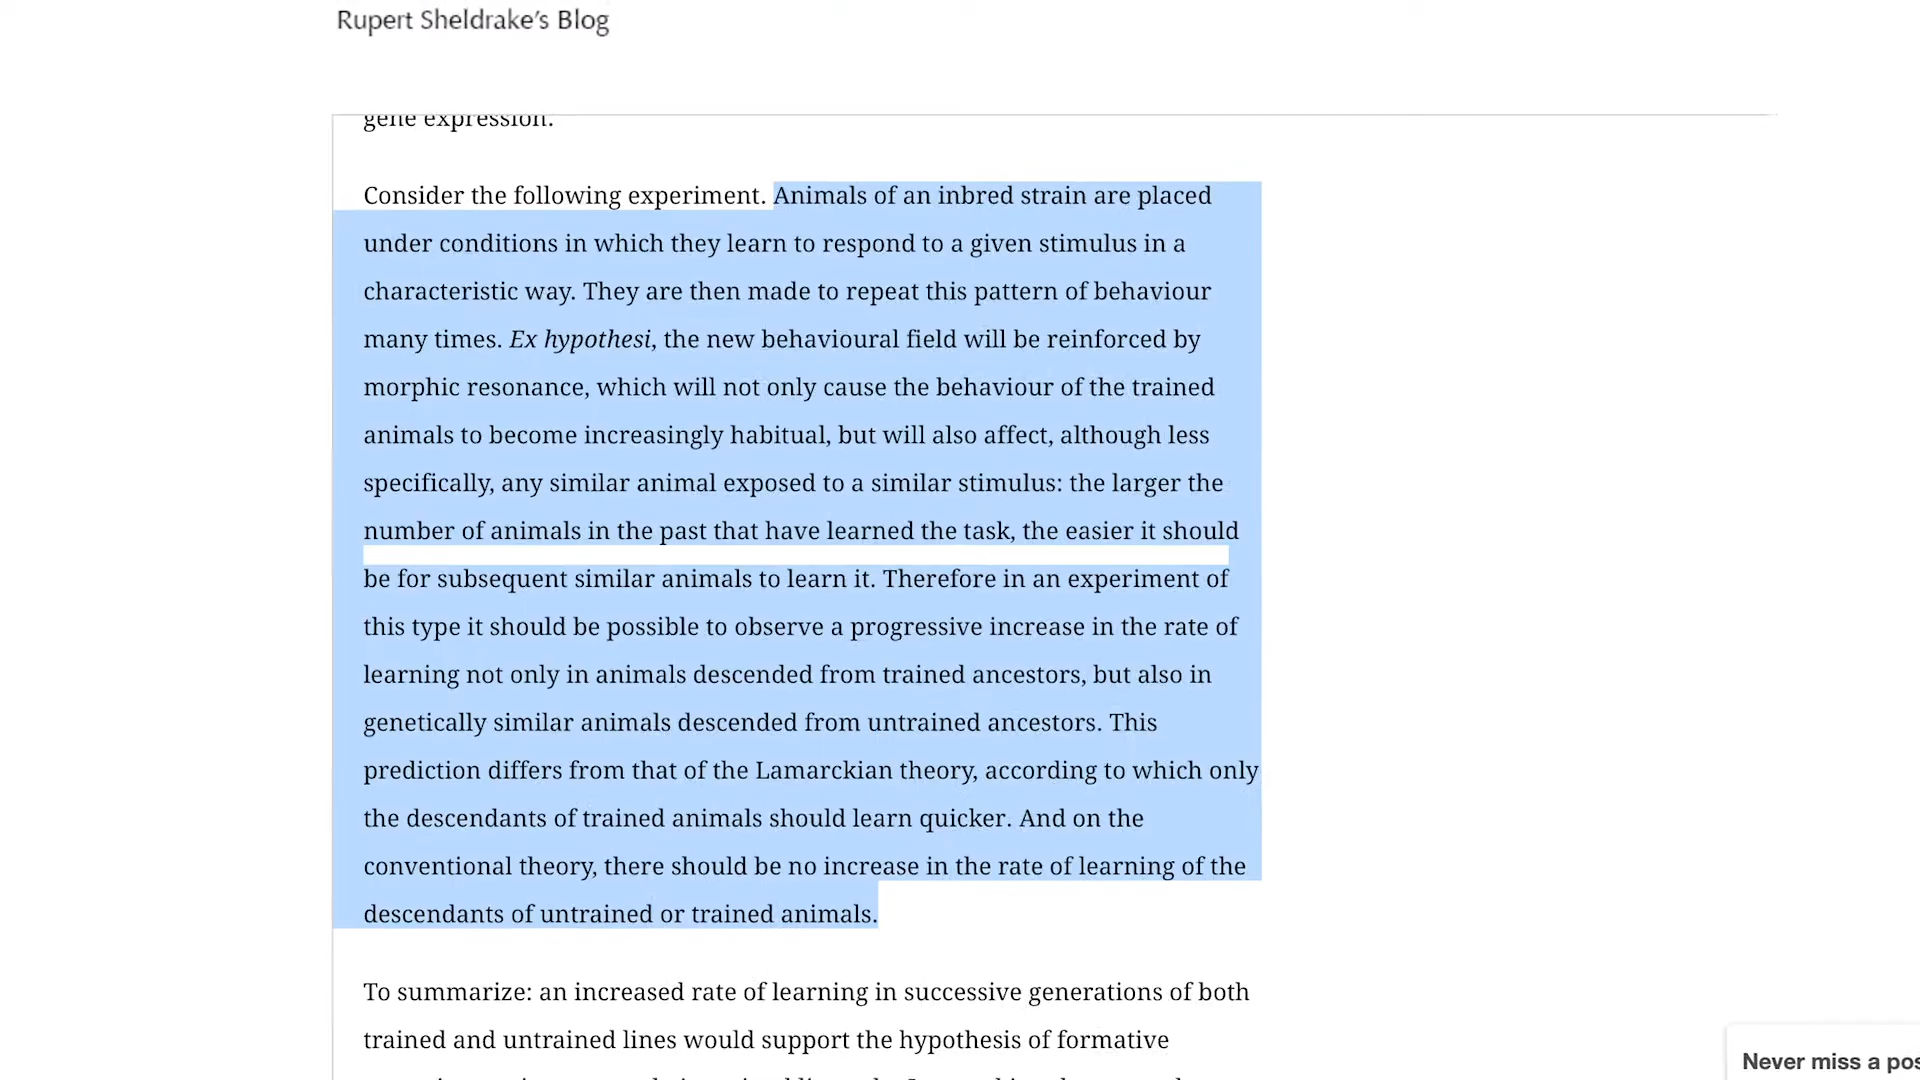 Rupert Sheldrake's Blog
gene expression.
Consider the following experiment. Animals of an inbred strain are placed
under conditions in which they learn to respond to a given stimulus in a
characteristic way. They are then made to repeat this pattern of behaviour
many times. Ex hypothesi, the new behavioural field will be reinforced by
morphic resonance, which will not only cause the behaviour of the trained
animals to become increasingly habitual, but will also affect, although less
specifically, any similar animal exposed to a similar stimulus: the larger the
number of animals in the past that have learned the task, the easier it should
be for subsequent similar animals to learn it. Therefore in an experiment of
this type it should be possible to observe a progressive increase in the rate of
learning not only in animals descended from trained ancestors, but also in
genetically similar animals descended from untrained ancestors. This
prediction differs from that of the Lamarckian theory, according to which only
the descendants of trained animals should learn quicker. And on the
conventional theory, there should be no increase in the rate of learning of the
descendants of untrained or trained animals.
To summarize: an increased rate of learning in successive generations of both
trained and untrained lines would support the hypothesis of formative
Never miss a pos